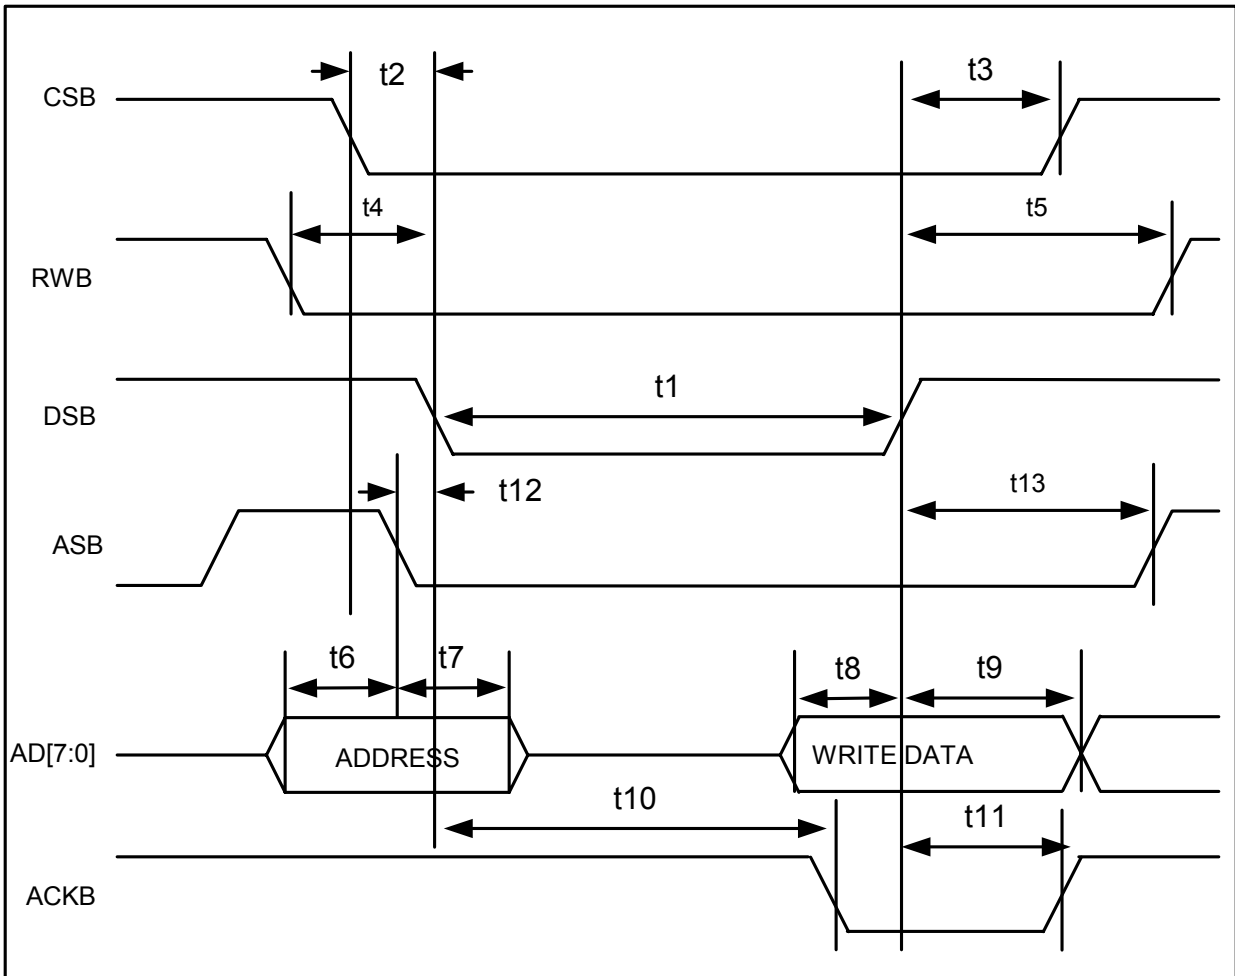 t2
t3
CSB
t4
t5
RWB
t1
DSB
t12
t13
ASB
t6
t7
t8
t9
AD[7:0]
ADDRESS
WRITE DATA
t10
t11
ACKB